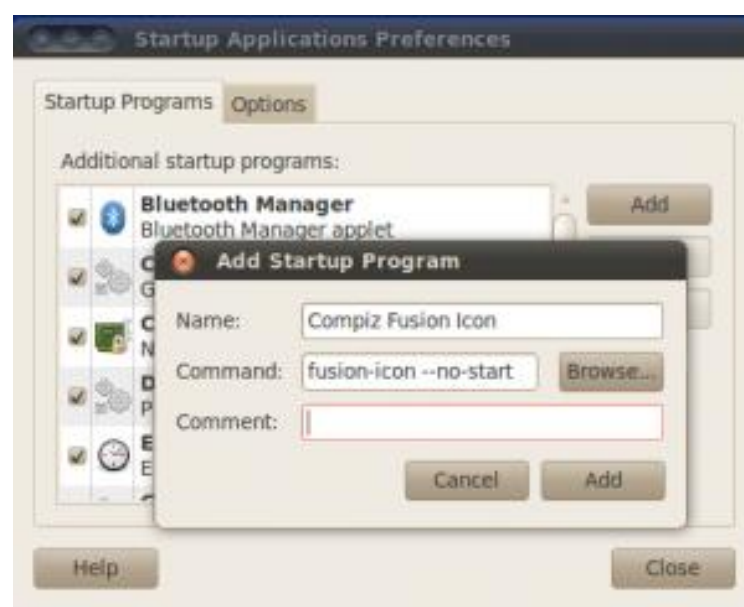 Startup Applications Preferences
Startup Programs
Options
Additional startup programs:
Bluetooth Manager
Bluetooth Manager applet
Add
C
G
C
N
D
P
E
E
Add Startup Program
Name:
Compiz Fusion Icon
Command:
fusion-icon --no-start
Browse...
Comment:
Cancel
Add
Help
Close